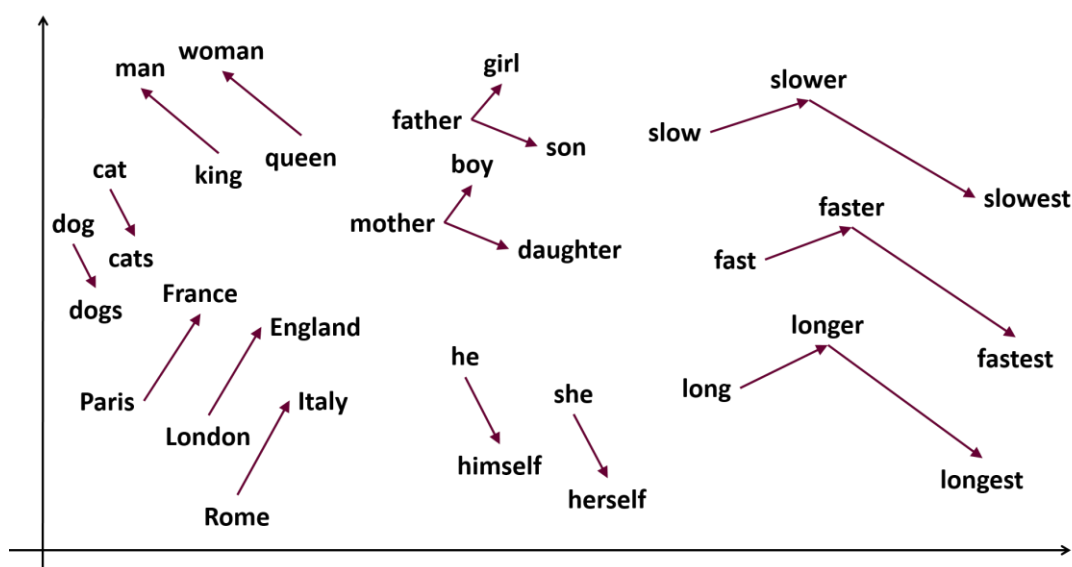 man
woman
king
queen
cat
cats
dog
dogs
France
Paris
England
London
Italy
Rome
girl
father
son
boy
mother
daughter
he
himself
she
herself
slower
slow
slowest
faster
fast
fastest
longer
long
longest